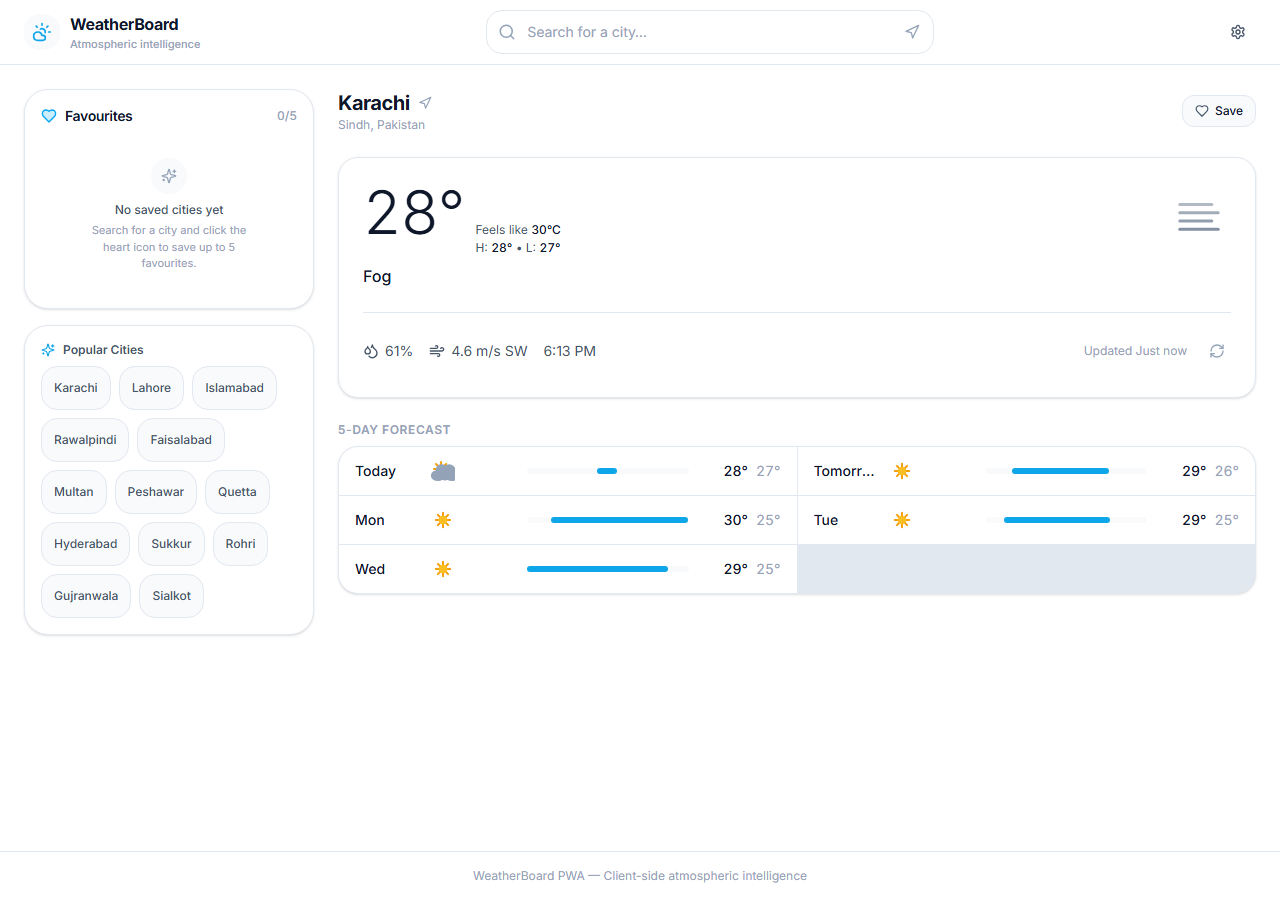 WeatherBoard
Atmospheric intelligence
Search for a city...
Favourites
0/5
No saved cities yet
Search for a city and click the
heart icon to save up to 5
favourites.
Popular Cities
Karachi
Lahore
Islamabad
Rawalpindi
Faisalabad
Multan
Peshawar
Quetta
Hyderabad
Sukkur
Rohri
Gujranwala
Sialkot
Karachi
Sindh, Pakistan
Save
28°
Feels like 30°C
H: 28° • L: 27°
Fog
61%
4.6 m/s SW
6:13 PM
Updated Just now
5-DAY FORECAST
Today 28° 27°
Tomorr... 29° 26°
Mon 30° 25°
Tue 29° 25°
Wed 29° 25°
WeatherBoard PWA — Client-side atmospheric intelligence